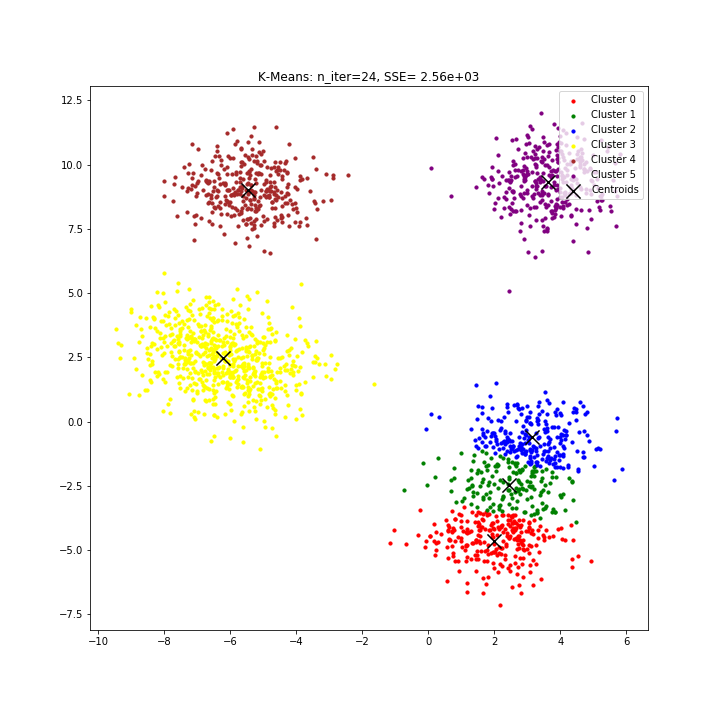 K-Means: n_iter=24, SSE= 2.56e+03
12.5
10.0
7.5
5.0
2.5
0.0
−2.5
−5.0
−7.5
−10
−8
−6
−4
−2
0
2
4
6
Cluster 0
Cluster 1
Cluster 2
Cluster 3
Cluster 4
Cluster 5
Centroids